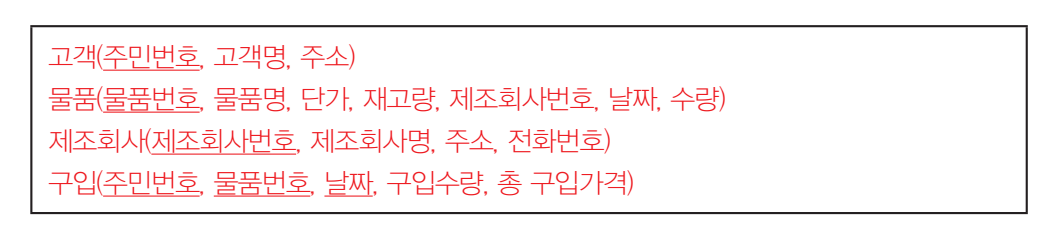 고객(주민번호, 고객명, 주소)
물품(물품번호, 물품명, 단가, 재고량, 제조회사번호, 날짜, 수량)
제조회사(제조회사번호, 제조회사명, 주소, 전화번호)
구입(주민번호, 물품번호, 날짜, 구입수량, 총 구입가격)